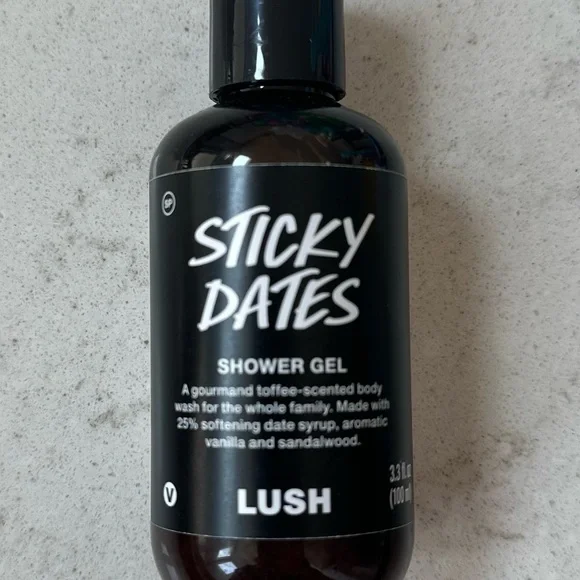 SP
STICKY
DATES
SHOWER GEL
A gourmand toffee-scented body
wash for the whole family. Made with
25% softening date syrup, aromatic
vanilla and sandalwood.
3.3 fl. oz
(100 ml)
V
LUSH